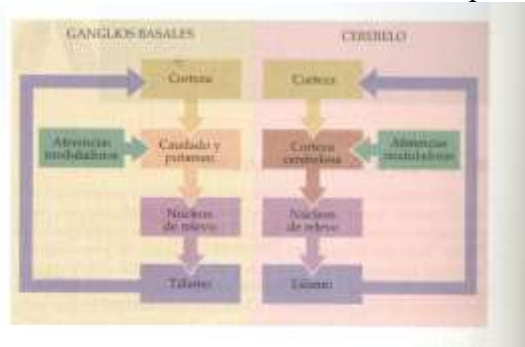 GANGLIOS BASALES
CEREBELO
Corteza
Corteza
Aferencias
moduladoras
Caudado y
putamen
Corteza
cerebelosa
Aferencias
moduladoras
Núcleos
de relevo
Núcleos
de relevo
Tálamo
Tálamo